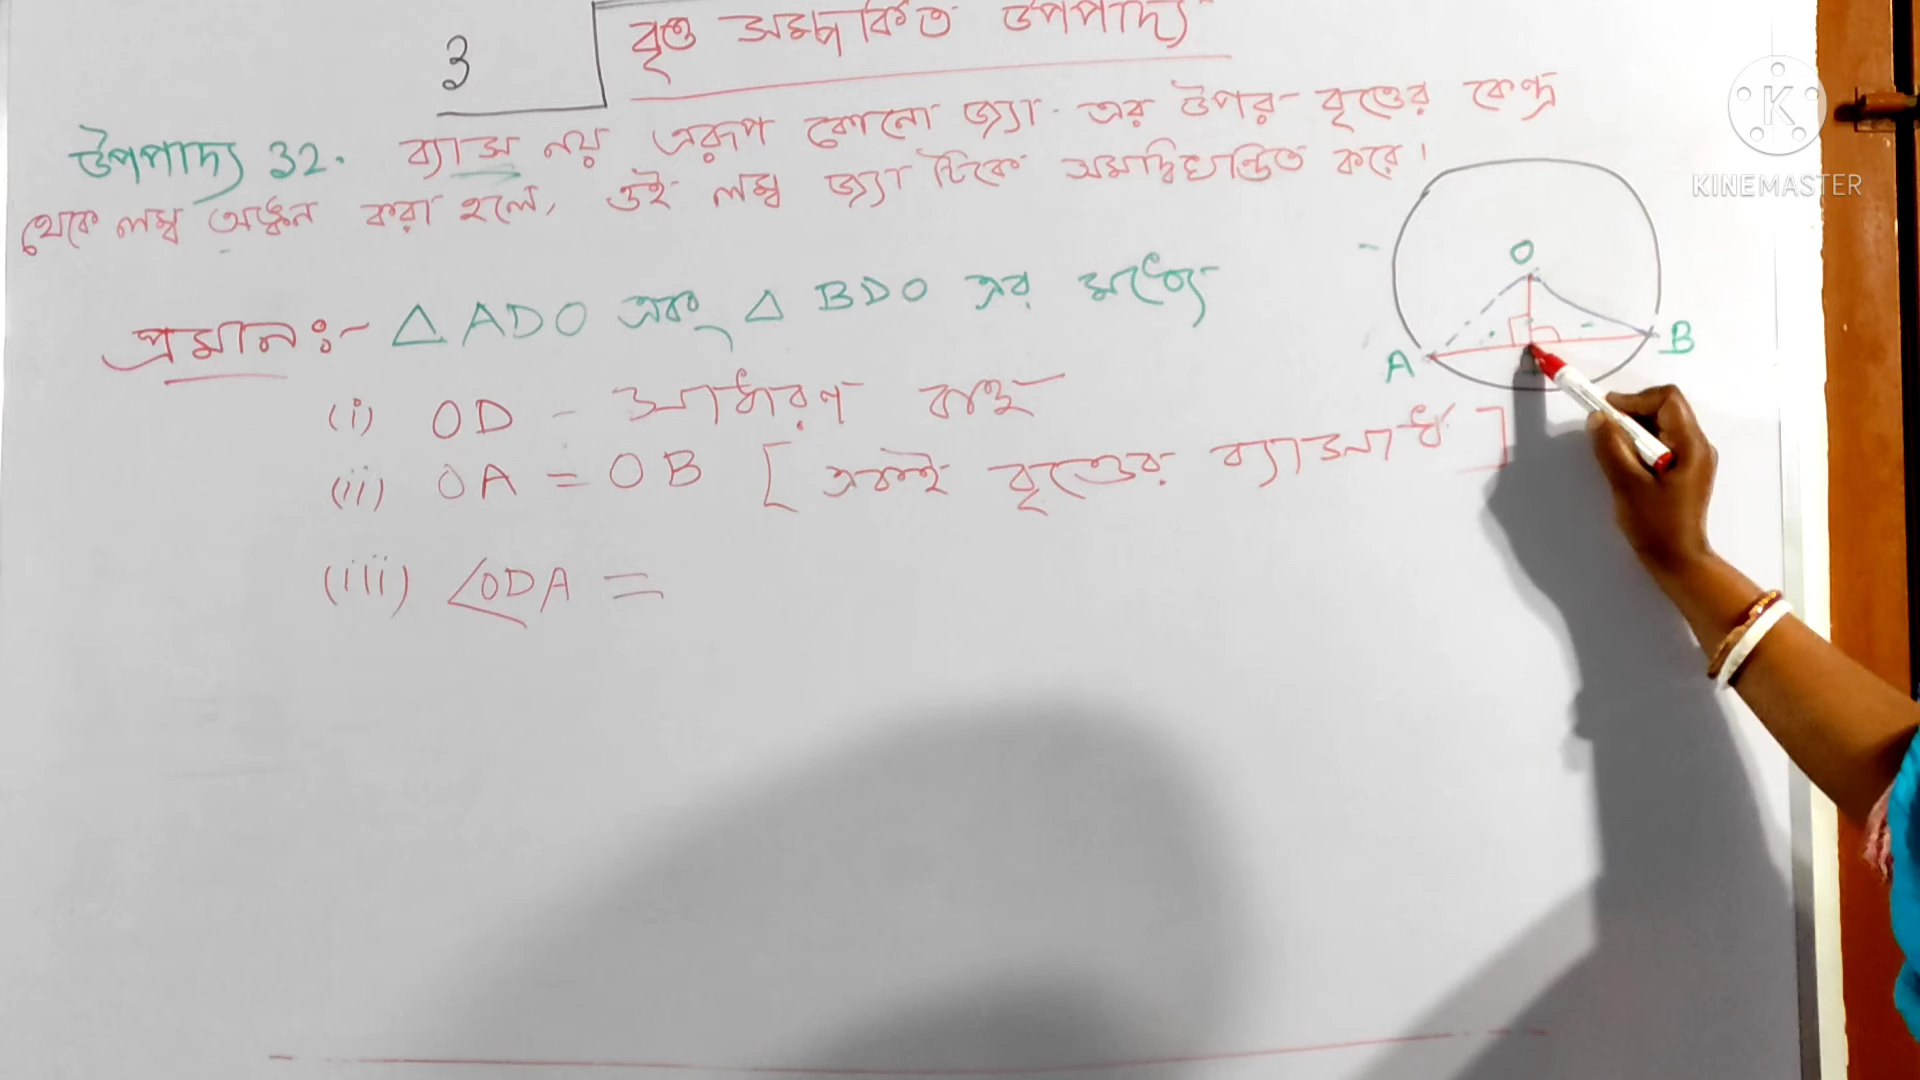 3 বৃত্ত সম্পর্কিত উপপাদ্য
উপপাদ্য 32. ব্যাস নয় এরূপ কোনো জ্যা-এর উপর বৃত্তের কেন্দ্র
থেকে লম্ব অঙ্কন করা হলে, ওই লম্ব জ্যা টিকে সমদ্বিখন্ডিত করে।
প্রমান :- △ ADO এবং △ BDO এর মধ্যে
(i) OD - সাধারণ বাহু
(ii) OA = OB [ একই বৃত্তের ব্যাসার্ধ ]
(iii) ∠ODA =
O
A
B
K
KINEMASTER